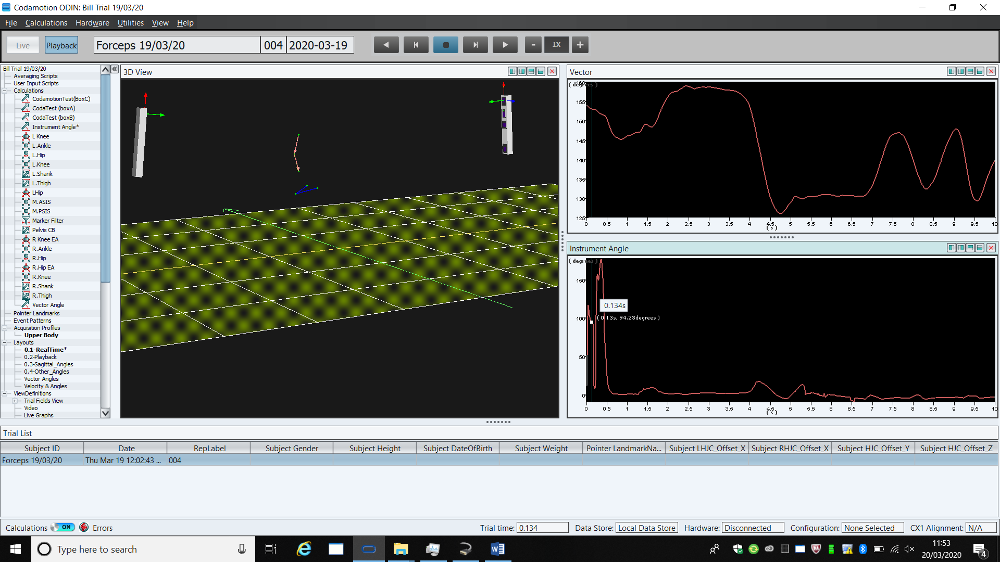 Codamotion ODIN: Bill Trial 19/03/20
File Calculations Hardware Utilities View Help
Live Playback Forceps 19/03/20 004 2020-03-19 - 1X +
Bill Trial 19/03/20
Averaging Scripts
User Input Scripts
Calculations
CodamotionTest(BoxC)
CodaTest (boxA)
CodaTest (boxB)
Instrument Angle*
L Knee
L.Ankle
L.Hip
L.Knee
L.Shank
L.Thigh
LHip
M.ASIS
M.PSIS
Marker Filter
Pelvis CB
R Knee EA
R.Ankle
R.Hip
R.Hip EA
R.Knee
R.Shank
R.Thigh
Vector Angle
Pointer Landmarks
Event Patterns
Acquisition Profiles
Upper Body
Layouts
0.1-RealTime*
0.2-Playback
0.3-Sagittal_Angles
0.4-Other_Angles
Vector Angles
Velocity & Angles
ViewDefinitions
Trial Fields View
Video
Live Graphs
3D View
Vector
( degrees )
160
155
150
145
140
135
130
125
0 0.5 1 1.5 2 2.5 3 3.5 4 4.5 5 5.5 6 6.5 7 7.5 8 8.5 9 9.5 10
( s )
Instrument Angle
( degrees )
150
100
50
0
0.134s
( 0.13s, 94.23degrees )
0 0.5 1 1.5 2 2.5 3 3.5 4 4.5 5 5.5 6 6.5 7 7.5 8 8.5 9 9.5 10
( s )
Trial List
Subject ID Date RepLabel Subject Gender Subject Height Subject DateOfBirth Subject Weight Pointer LandmarkNa... Subject LHJC_Offset_X Subject RHJC_Offset_X Subject HJC_Offset_Y Subject HJC_Offset_Z
Forceps 19/03/20 Thu Mar 19 12:02:43 ... 004
Calculations ON Errors Trial time: 0.134 Data Store: Local Data Store Hardware: Disconnected Configuration: None Selected CX1 Alignment: N/A
Type here to search
11:53
20/03/2020
4